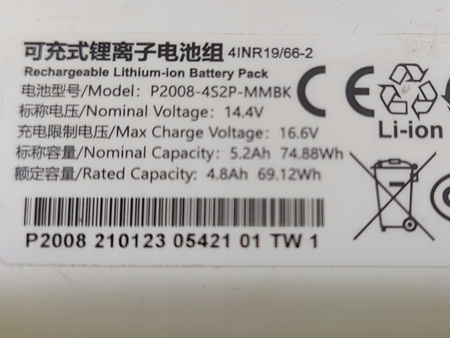 可充式锂离子电池组 4INR19/66-2
Rechargeable Lithium-ion Battery Pack
电池型号/Model: P2008-4S2P-MMBK
标称电压/Nominal Voltage: 14.4V
充电限制电压/Max Charge Voltage: 16.6V
标称容量/Nominal Capacity: 5.2Ah 74.88Wh
额定容量/Rated Capacity: 4.8Ah 69.12Wh
CE
Li-ion
P2008 210123 05421 01 TW 1